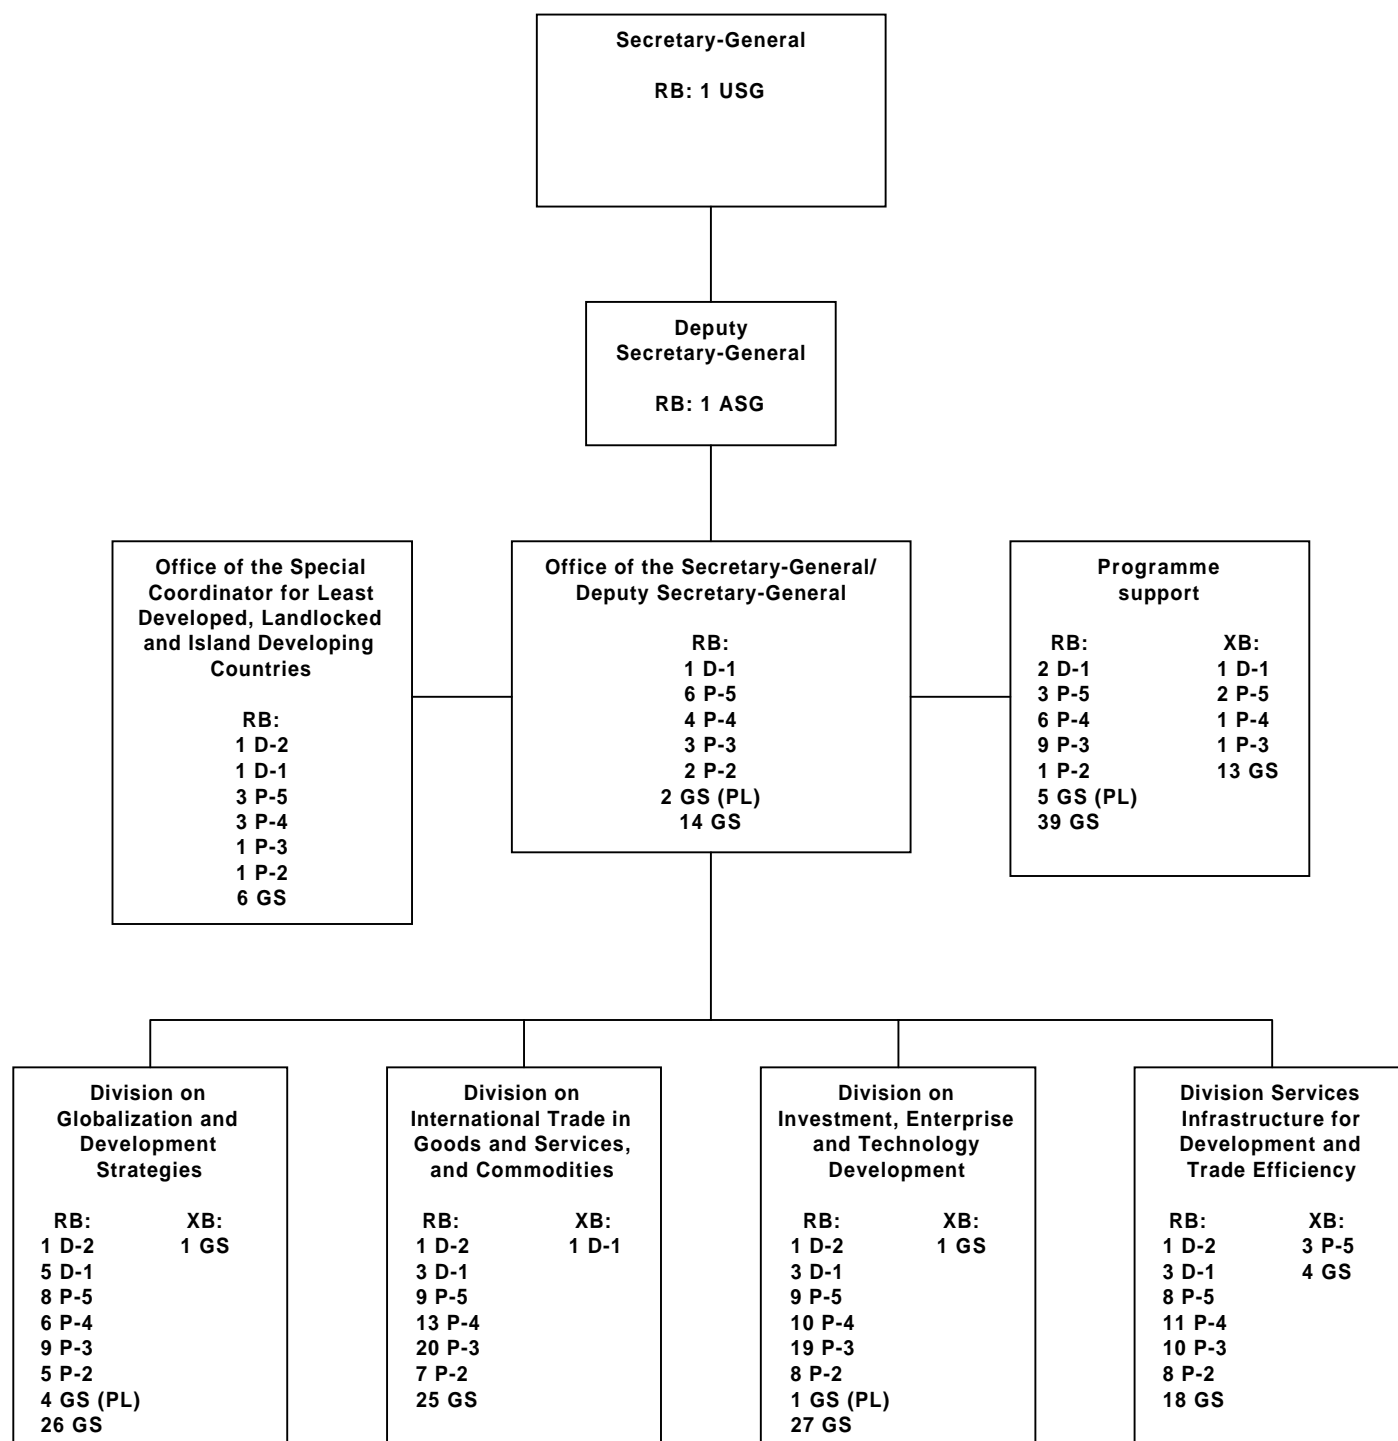 Secretary-General
RB: 1 USG
Deputy
Secretary-General
RB: 1 ASG
Office of the Special
Coordinator for Least
Developed, Landlocked
and Island Developing
Countries
RB:
1 D-2
1 D-1
3 P-5
3 P-4
1 P-3
1 P-2
6 GS
Office of the Secretary-General/
Deputy Secretary-General
RB:
1 D-1
6 P-5
4 P-4
3 P-3
2 P-2
2 GS (PL)
14 GS
Programme
support
RB: XB:
2 D-1 1 D-1
3 P-5 2 P-5
6 P-4 1 P-4
9 P-3 1 P-3
1 P-2 13 GS
5 GS (PL)
39 GS
Division on
Globalization and
Development
Strategies
RB: XB:
1 D-2 1 GS
5 D-1
8 P-5
6 P-4
9 P-3
5 P-2
4 GS (PL)
26 GS
Division on
International Trade in
Goods and Services,
and Commodities
RB: XB:
1 D-2 1 D-1
3 D-1
9 P-5
13 P-4
20 P-3
7 P-2
25 GS
Division on
Investment, Enterprise
and Technology
Development
RB: XB:
1 D-2 1 GS
3 D-1
9 P-5
10 P-4
19 P-3
8 P-2
1 GS (PL)
27 GS
Division Services
Infrastructure for
Development and
Trade Efficiency
RB: XB:
1 D-2 3 P-5
3 D-1 4 GS
8 P-5
11 P-4
10 P-3
8 P-2
18 GS